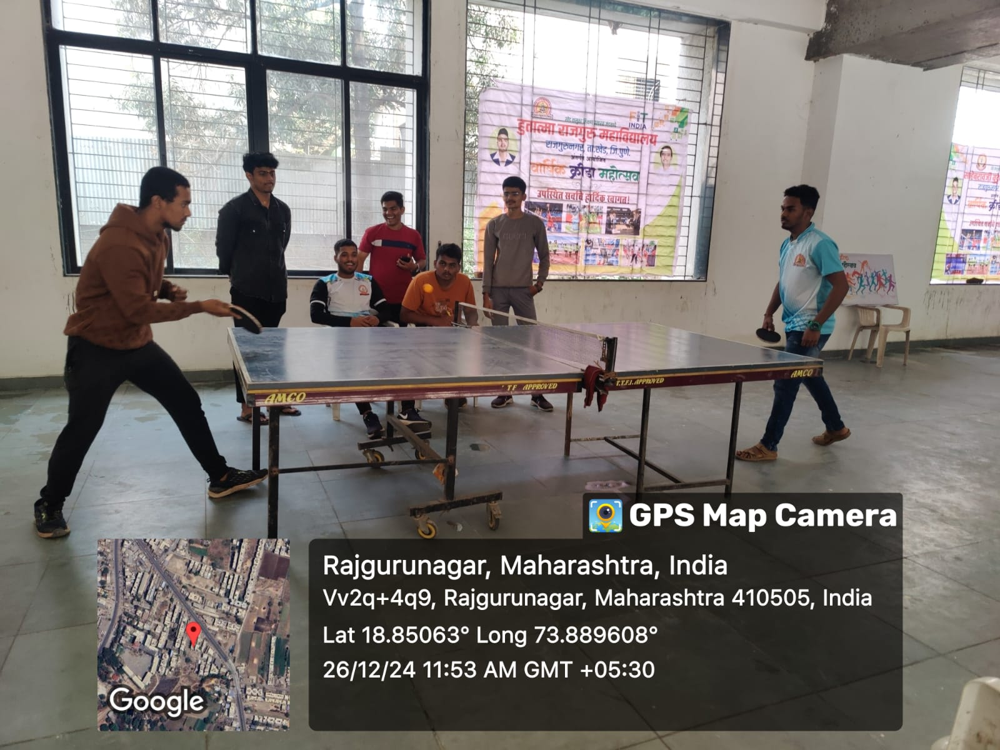 FIT
INDIA
हुतात्मा राजगुरु महाविद्यालय
राजगुरुनगर, ता.खेड, जि.पुणे.
अंतर्गत आयोजित
वार्षिक क्रीडा महोत्सव
उपस्थित सर्वांचे हार्दिक स्वागत!
GUCCI
AMCO
APPROVED
T.T.F.I. APPROVED
AMCO
GPS Map Camera
Rajgurunagar, Maharashtra, India
Vv2q+4q9, Rajgurunagar, Maharashtra 410505, India
Lat 18.85063° Long 73.889608°
26/12/24 11:53 AM GMT +05:30
Google